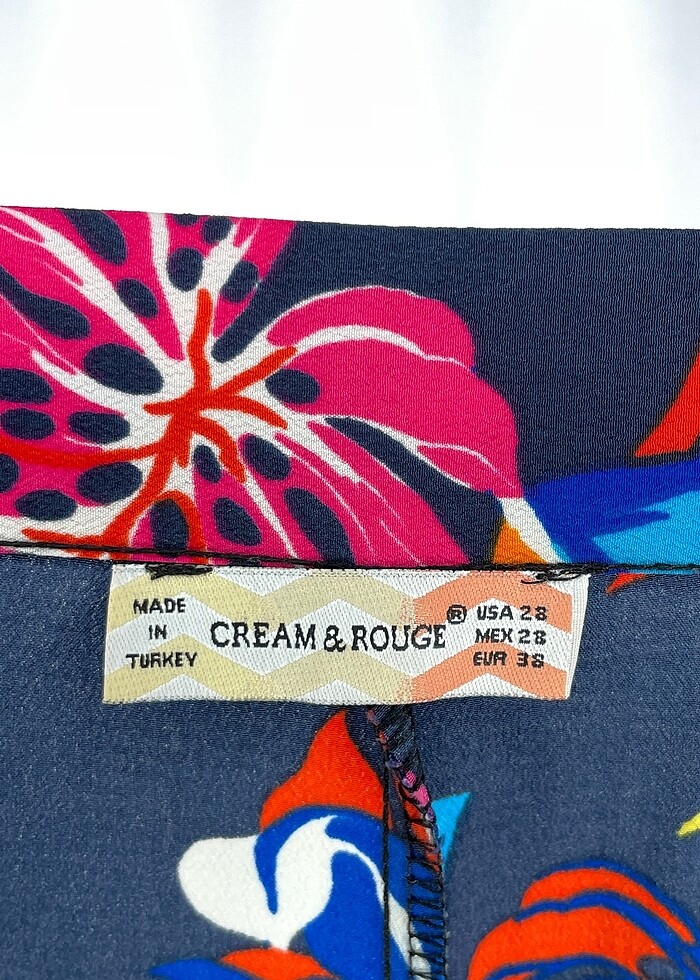 MADE
IN
TURKEY
CREAM & ROUGE®
USA 28
MEX 28
EUR 38